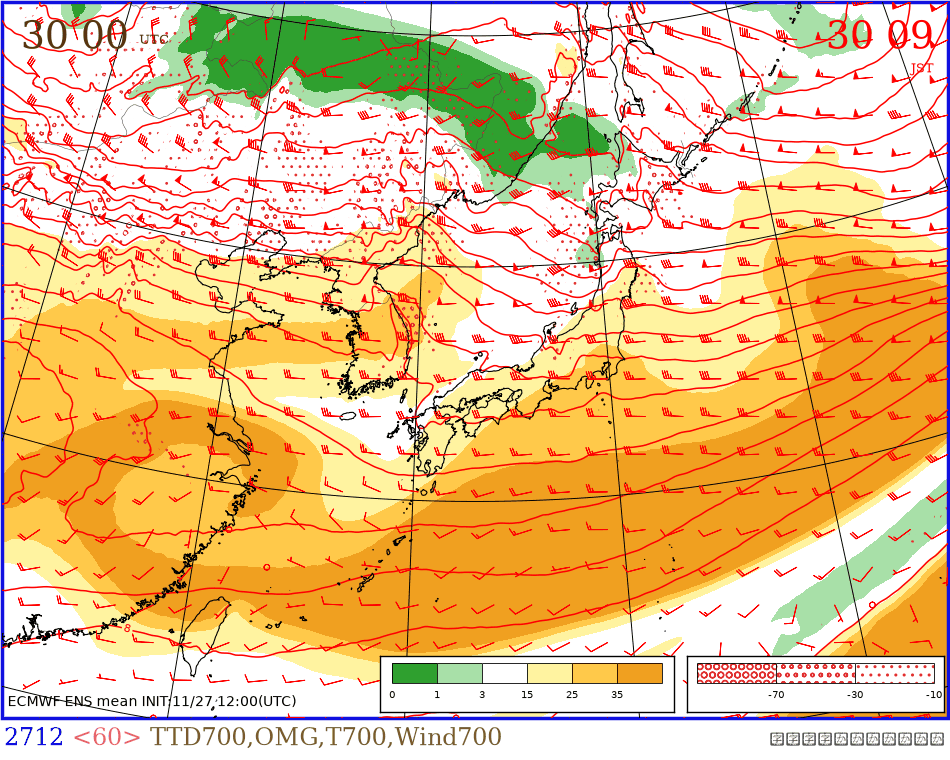 30 00 UTC 30 09 JST
8
0 1 3 15 25 35 -70 -30 -10
ECMWF ENS mean INIT:11/27 12:00(UTC)
2712 <60> TTD700,OMG,T700,Wind700